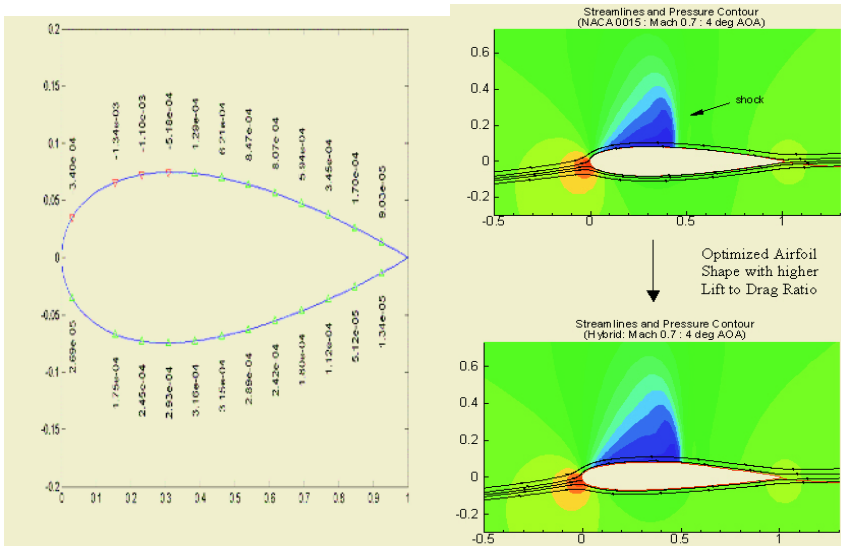 0.2
0.15
0.1
0.05
0
-0.05
-0.1
-0.15
-0.2
0
0.1
0.2
0.3
0.4
0.5
0.6
0.7
0.8
0.9
1
3.40e-04
-1.34e-03
-1.10e-03
-5.18e-04
1.29e-04
6.21e-04
8.47e-04
8.07e-04
5.94e-04
3.45e-04
1.70e-04
9.03e-05
2.69e-05
1.75e-04
2.45e-04
2.93e-04
3.16e-04
3.15e-04
2.89e-04
2.42e-04
1.80e-04
1.12e-04
5.12e-05
1.34e-05
Streamlines and Pressure Contour
(NACA 0015 : Mach 0.7 : 4 deg AOA)
0.6
0.4
0.2
0
-0.2
-0.5
0
0.5
1
shock
Optimized Airfoil
Shape with higher
Lift to Drag Ratio
Streamlines and Pressure Contour
(Hybrid: Mach 0.7 : 4 deg AOA)
0.6
0.4
0.2
0
-0.2
-0.5
0
0.5
1